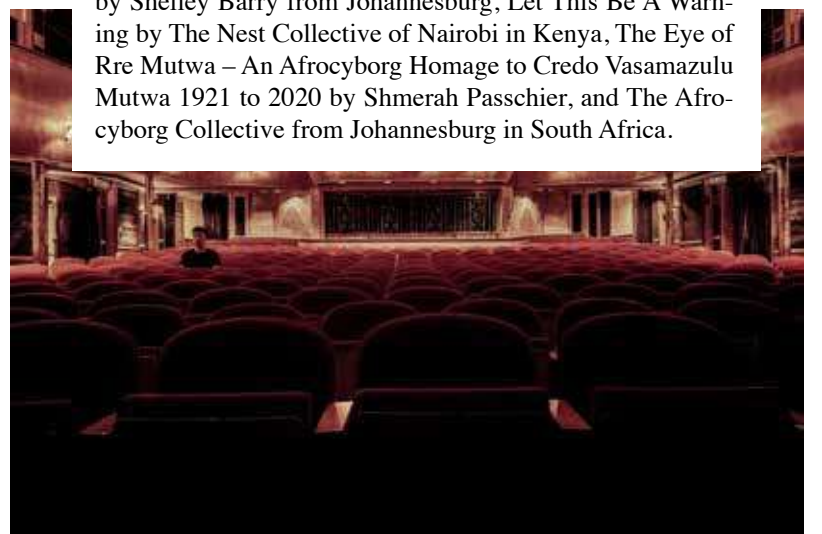 by Shelley Barry from Johannesburg, Let This Be A Warn-
ing by The Nest Collective of Nairobi in Kenya, The Eye of
Rre Mutwa – An Afrocyborg Homage to Credo Vasamazulu
Mutwa 1921 to 2020 by Shmerah Passchier, and The Afro-
cyborg Collective from Johannesburg in South Africa.